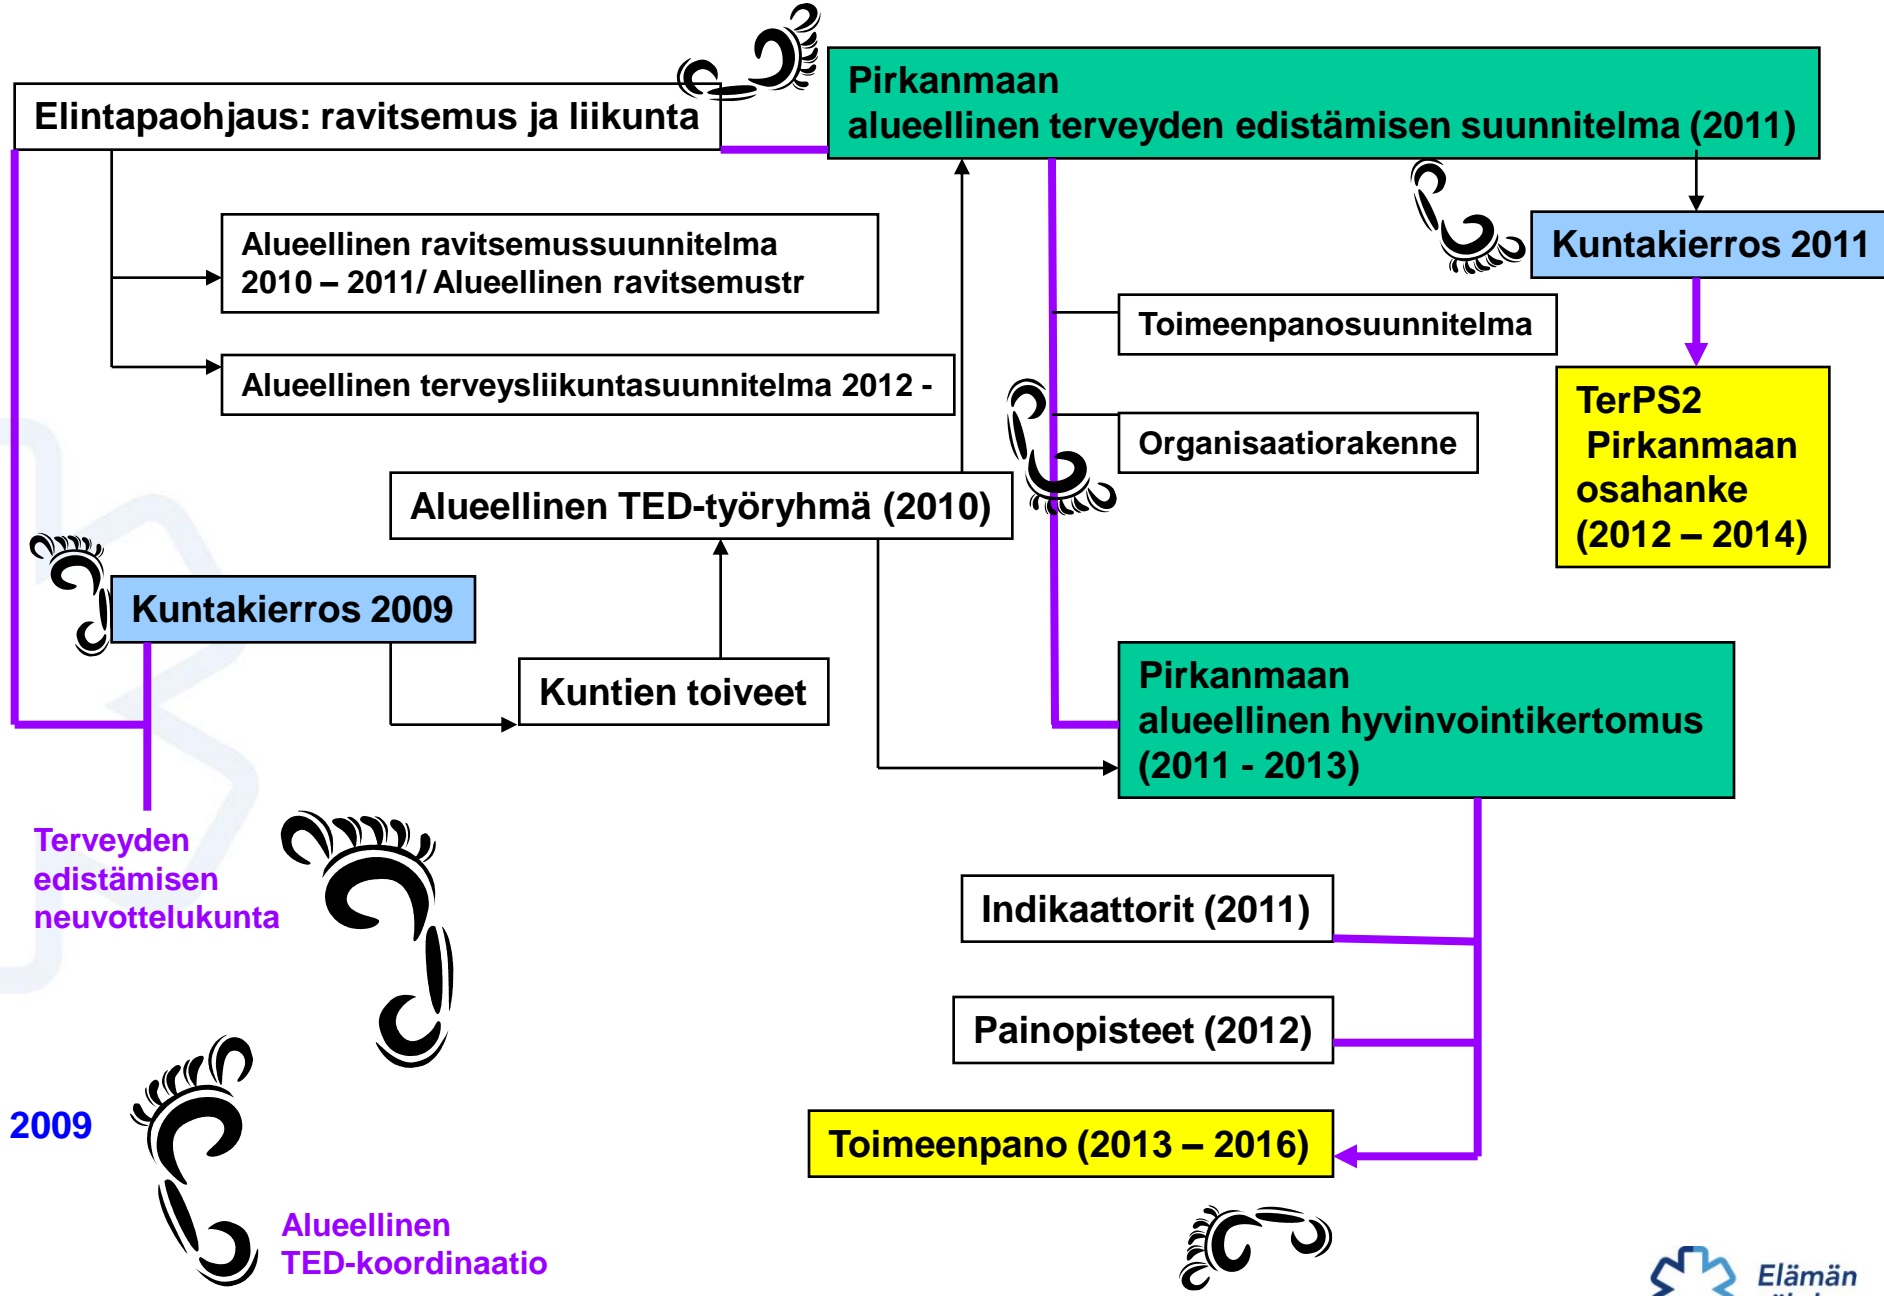 Pirkanmaan
alueellinen terveyden edistämisen suunnitelma (2011)
Elintapaohjaus: ravitsemus ja liikunta
Alueellinen ravitsemussuunnitelma
2010 – 2011/ Alueellinen ravitsemustr
Kuntakierros 2011
Toimeenpanosuunnitelma
Alueellinen terveysliikuntasuunnitelma 2012 -
TerPS2
Pirkanmaan
osahanke
(2012 – 2014)
Organisaatiorakenne
Alueellinen TED-työryhmä (2010)
Kuntakierros 2009
Kuntien toiveet
Pirkanmaan
alueellinen hyvinvointikertomus
(2011 - 2013)
Terveyden
edistämisen
neuvottelukunta
Indikaattorit (2011)
Painopisteet (2012)
2009
Toimeenpano (2013 – 2016)
Alueellinen
TED-koordinaatio
Elämän